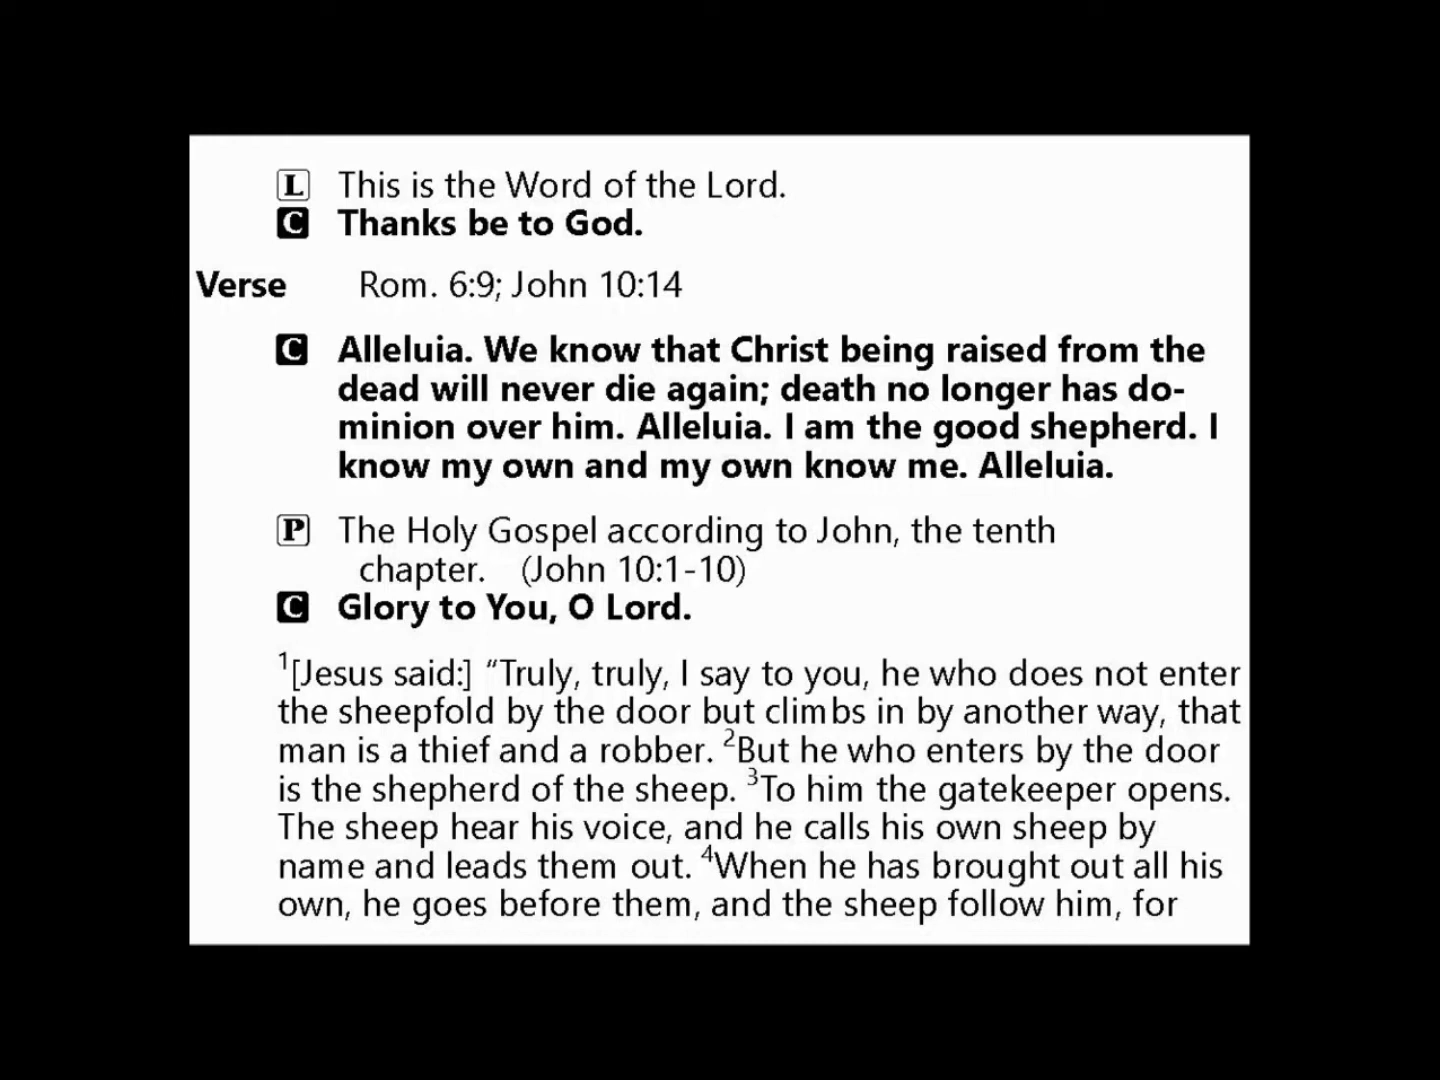 L This is the Word of the Lord.
C Thanks be to God.
Verse Rom. 6:9; John 10:14
C Alleluia. We know that Christ being raised from the
dead will never die again; death no longer has do-
minion over him. Alleluia. I am the good shepherd. I
know my own and my own know me. Alleluia.
P The Holy Gospel according to John, the tenth
chapter. (John 10:1-10)
C Glory to You, O Lord.
1[Jesus said:] “Truly, truly, I say to you, he who does not enter
the sheepfold by the door but climbs in by another way, that
man is a thief and a robber. 2But he who enters by the door
is the shepherd of the sheep. 3To him the gatekeeper opens.
The sheep hear his voice, and he calls his own sheep by
name and leads them out. 4When he has brought out all his
own, he goes before them, and the sheep follow him, for